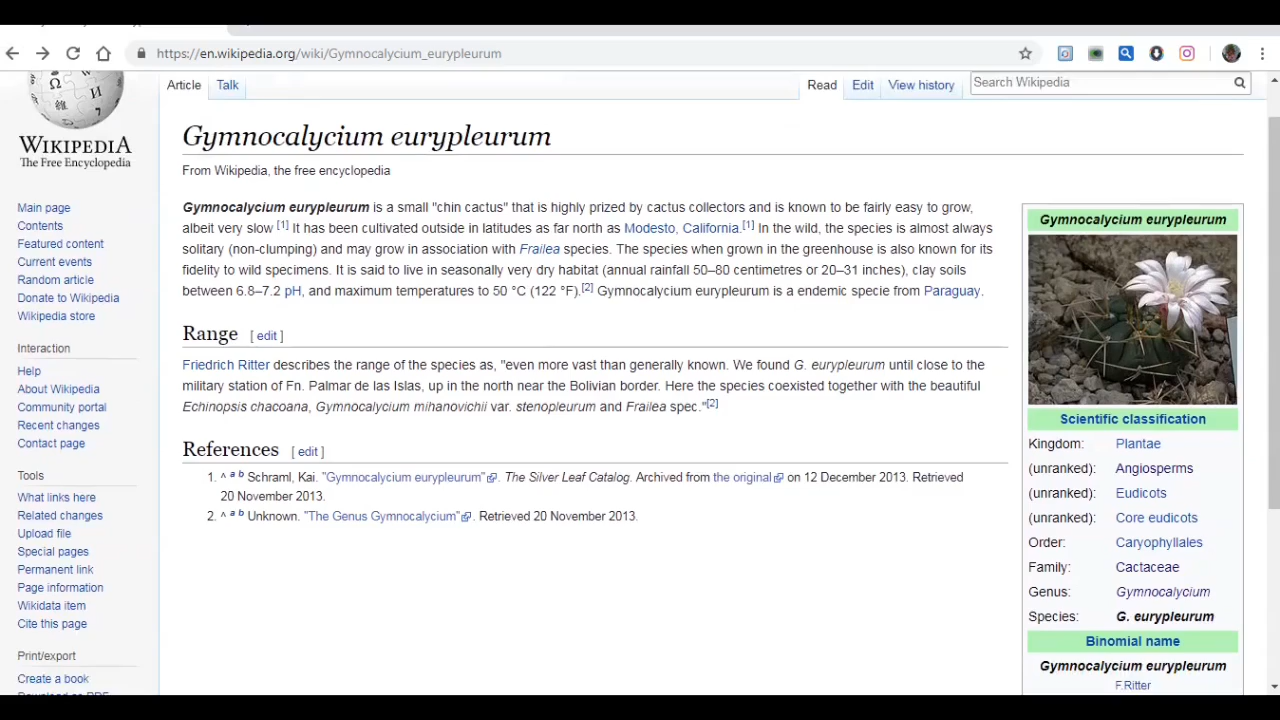 https://en.wikipedia.org/wiki/Gymnocalycium_eurypleurum
Article Talk Read Edit View history Search Wikipedia
WIKIPEDIA
The Free Encyclopedia
Main page
Contents
Featured content
Current events
Random article
Donate to Wikipedia
Wikipedia store
Interaction
Help
About Wikipedia
Community portal
Recent changes
Contact page
Tools
What links here
Related changes
Upload file
Special pages
Permanent link
Page information
Wikidata item
Cite this page
Print/export
Create a book
Gymnocalycium eurypleurum
From Wikipedia, the free encyclopedia
Gymnocalycium eurypleurum is a small "chin cactus" that is highly prized by cactus collectors and is known to be fairly easy to grow,
albeit very slow [1] It has been cultivated outside in latitudes as far north as Modesto, California.[1] In the wild, the species is almost always
solitary (non-clumping) and may grow in association with Frailea species. The species when grown in the greenhouse is also known for its
fidelity to wild specimens. It is said to live in seasonally very dry habitat (annual rainfall 50–80 centimetres or 20–31 inches), clay soils
between 6.8–7.2 pH, and maximum temperatures to 50 °C (122 °F).[2] Gymnocalycium eurypleurum is a endemic specie from Paraguay.
Range [ edit ]
Friedrich Ritter describes the range of the species as, "even more vast than generally known. We found G. eurypleurum until close to the
military station of Fn. Palmar de las Islas, up in the north near the Bolivian border. Here the species coexisted together with the beautiful
Echinopsis chacoana, Gymnocalycium mihanovichii var. stenopleurum and Frailea spec."[2]
References [ edit ]
1. ^ a b Schraml, Kai. "Gymnocalycium eurypleurum". The Silver Leaf Catalog. Archived from the original on 12 December 2013. Retrieved
20 November 2013.
2. ^ a b Unknown. "The Genus Gymnocalycium". Retrieved 20 November 2013.
Gymnocalycium eurypleurum
Scientific classification
Kingdom: Plantae
(unranked): Angiosperms
(unranked): Eudicots
(unranked): Core eudicots
Order: Caryophyllales
Family: Cactaceae
Genus: Gymnocalycium
Species: G. eurypleurum
Binomial name
Gymnocalycium eurypleurum
F.Ritter